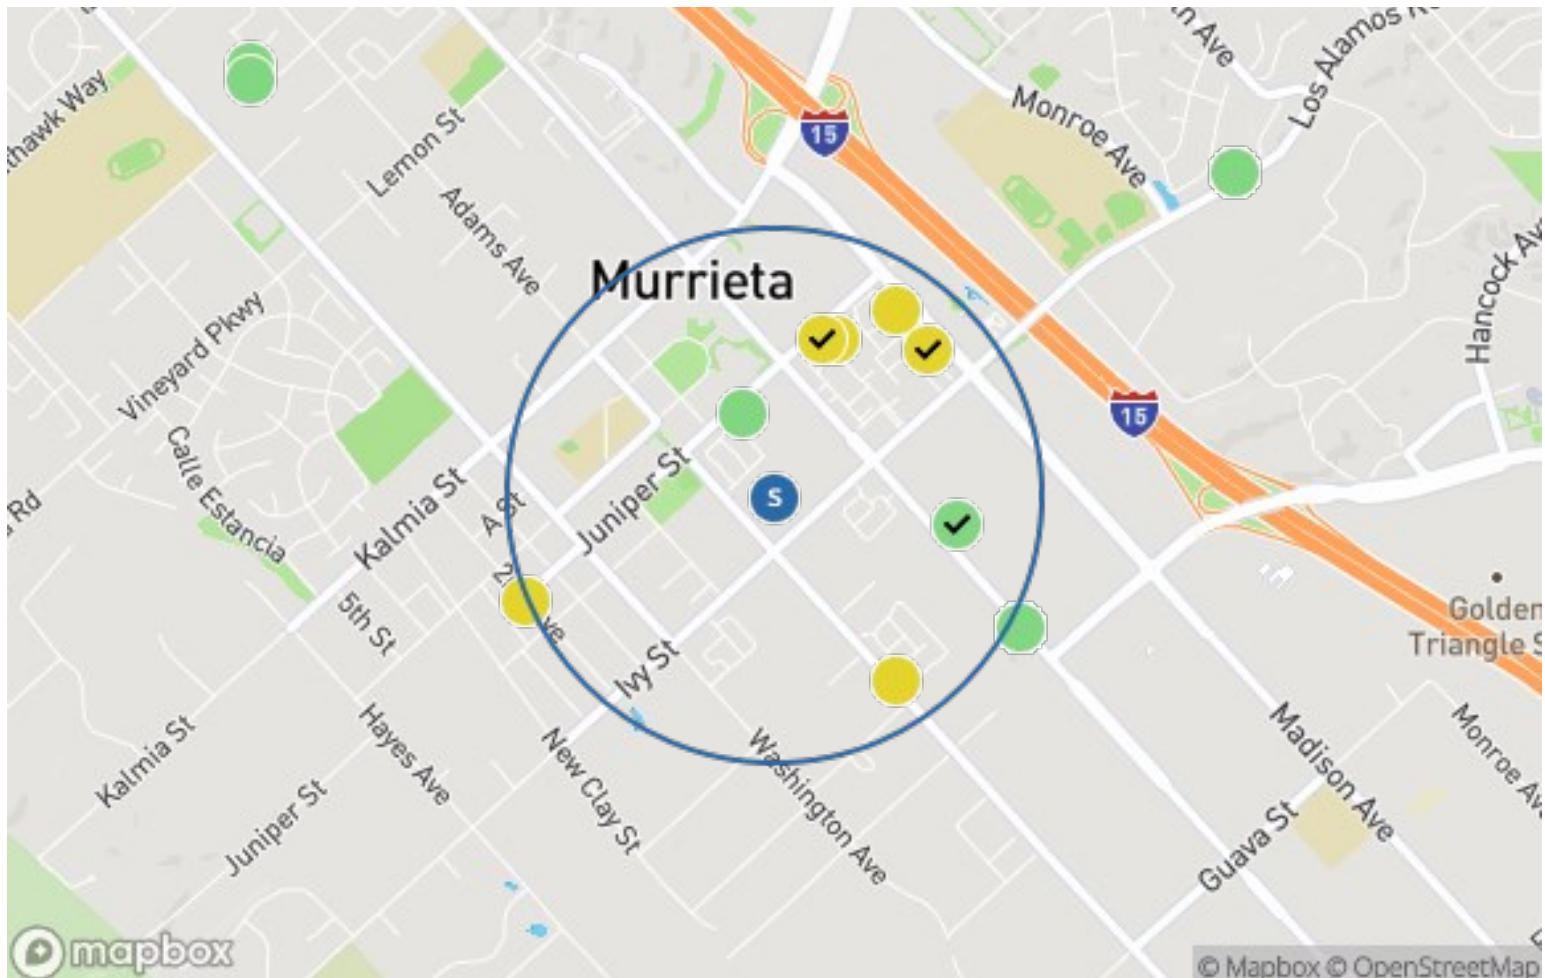 Los Alamos
Monroe Ave
15
Lemon St
Adams Ave
Murrieta
Hancock
Vineyard Pkwy
15
Calle Estancia
Kalmia St
A St
Juniper St
S
5th St
Ivy St
Golden
Triangle
Kalmia St
Hayes Ave
Juniper St
New Clay St
Washington Ave
Madison Ave
Monroe
Guava St
mapbox
© Mapbox © OpenStreetMap